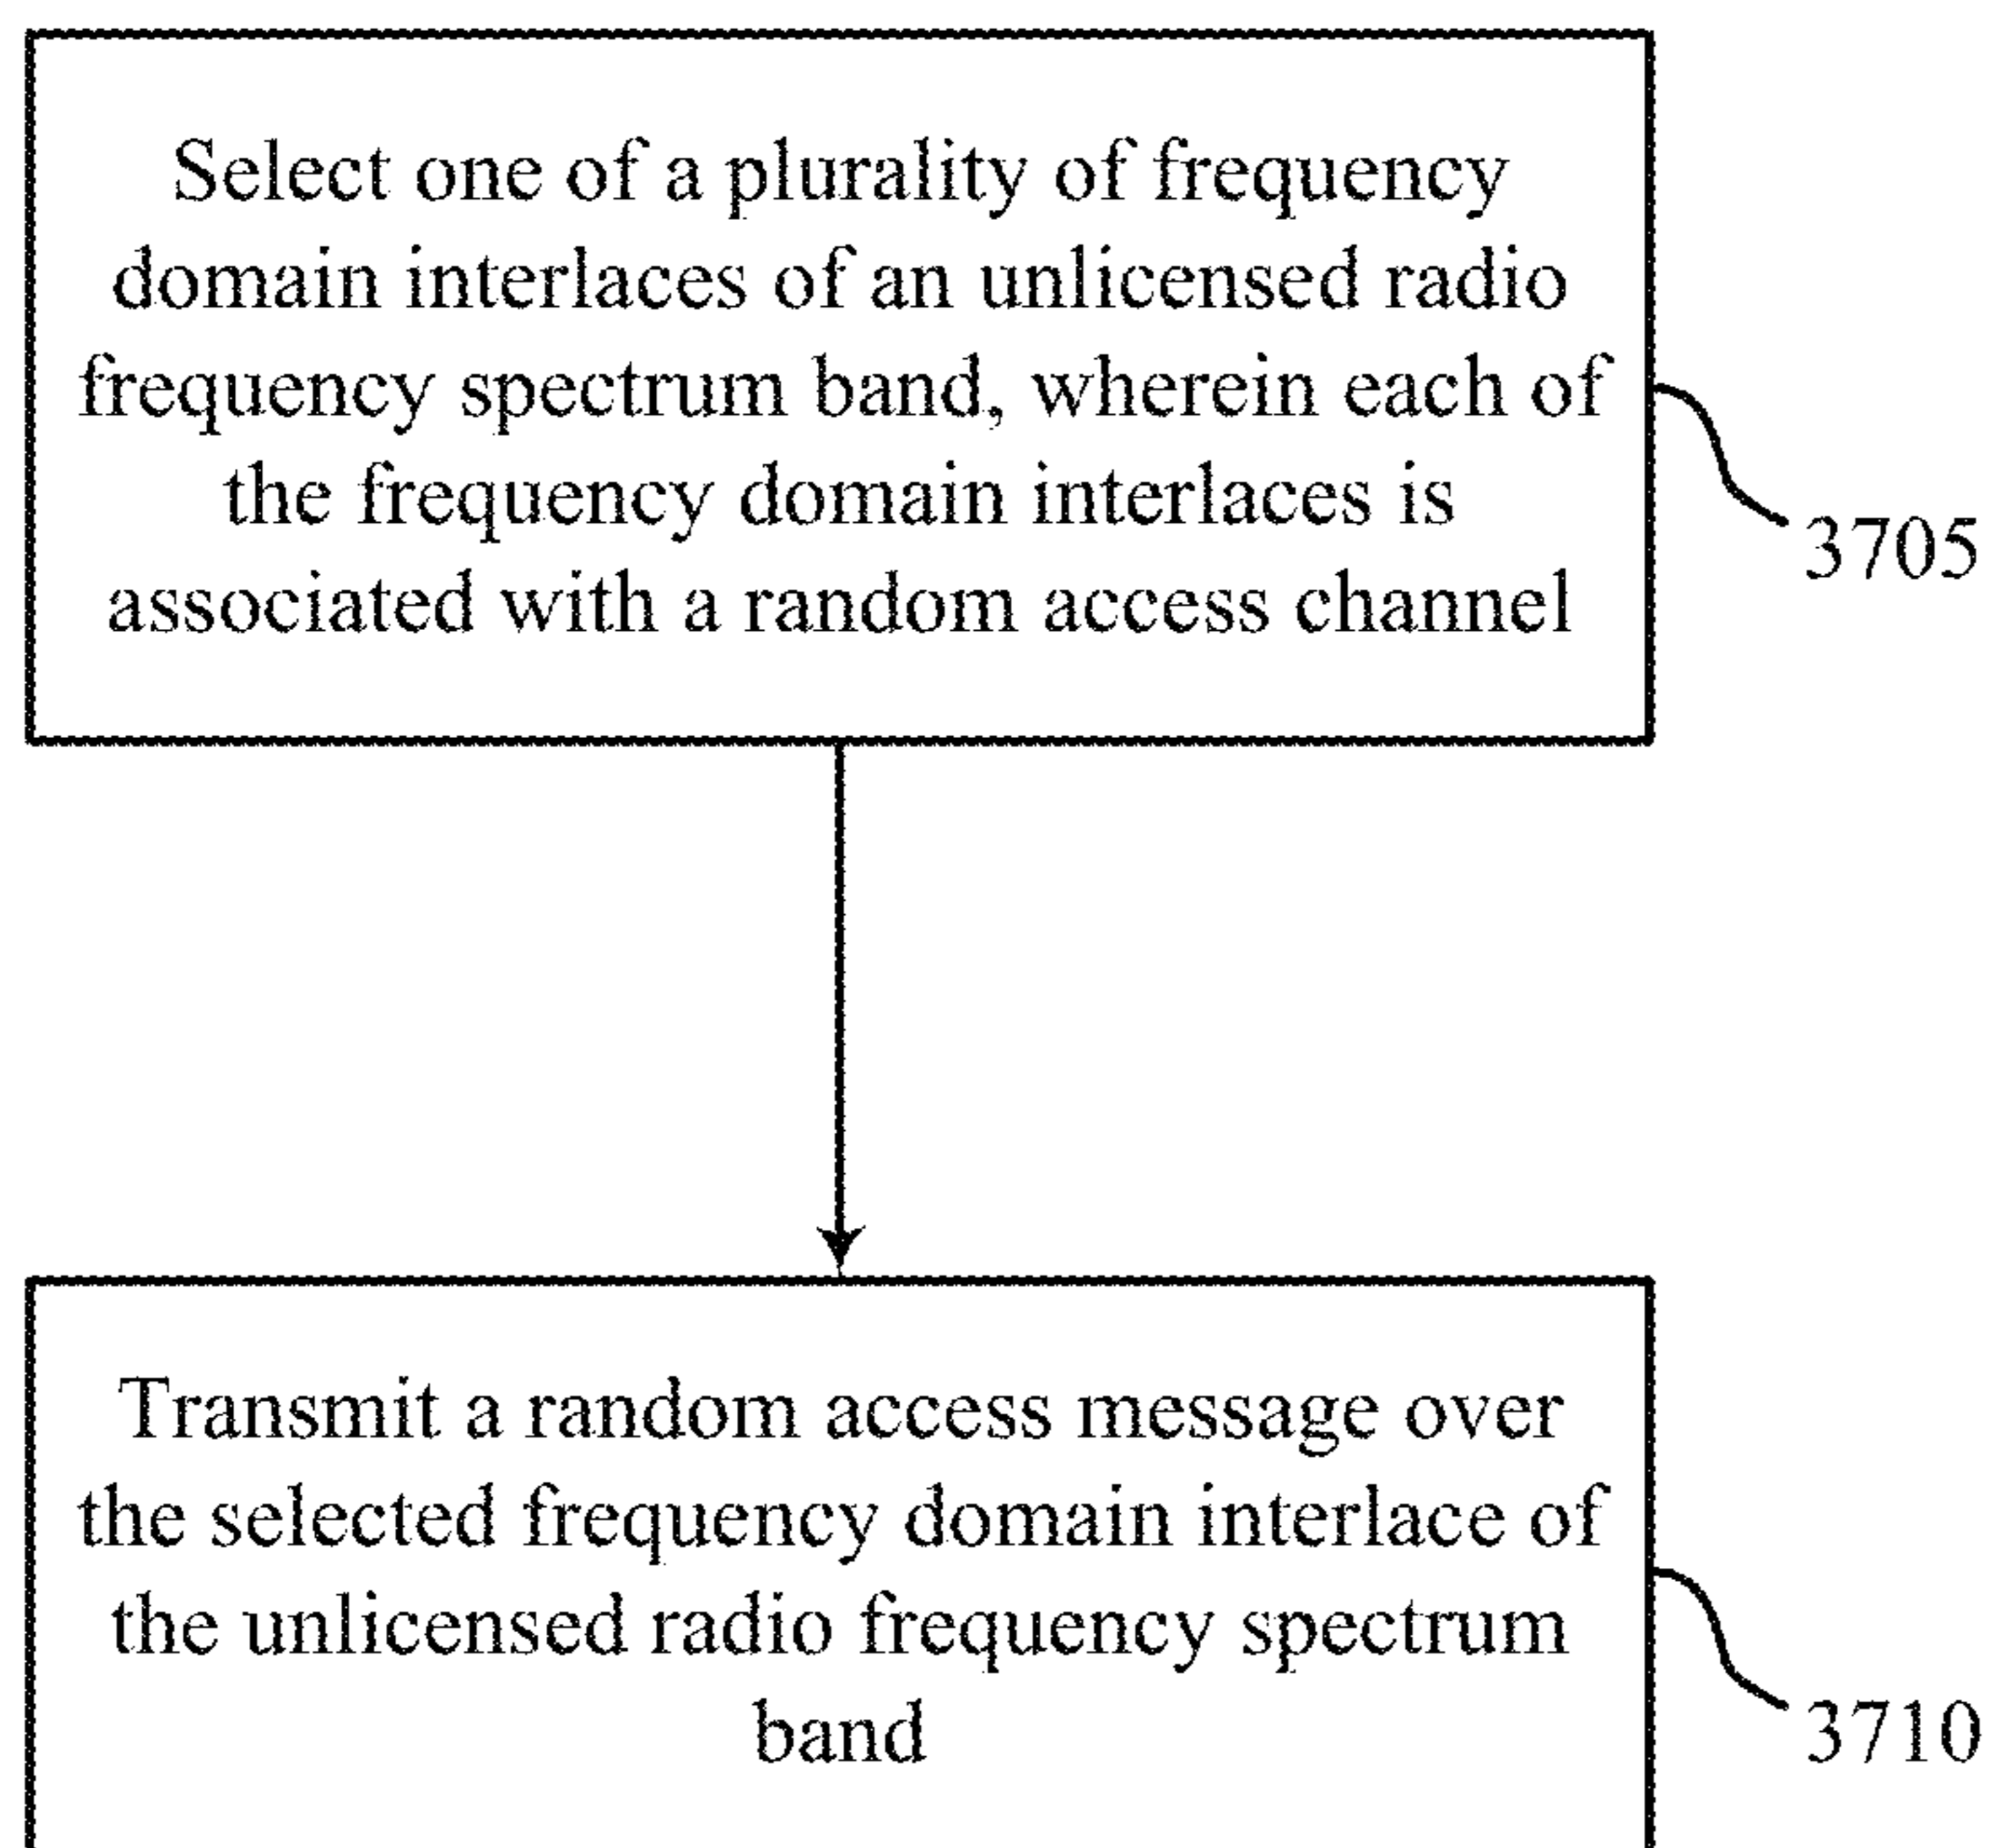 Select one of a plurality of frequency
domain interlaces of an unlicensed radio
frequency spectrum band, wherein each of
the frequency domain interlaces is
associated with a random access channel
3705
Transmit a random access message over
the selected frequency domain interlace of
the unlicensed radio frequency spectrum
band
3710